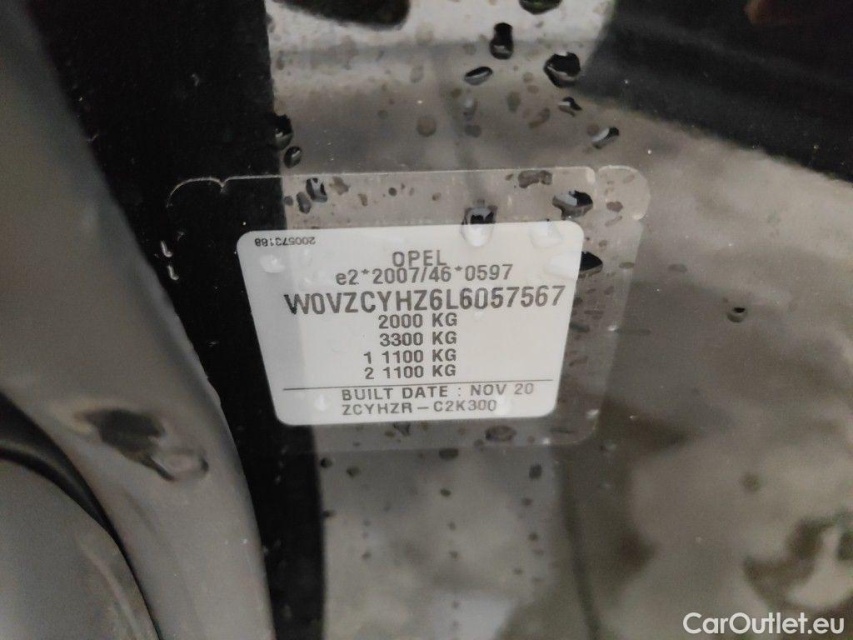 200573188
OPEL
e2*2007/46*0597
W0VZCYHZ6L6057567
2000 KG
3300 KG
1 1100 KG
2 1100 KG
BUILT DATE : NOV 20
ZCYHZR-C2K300
CarOutlet.eu